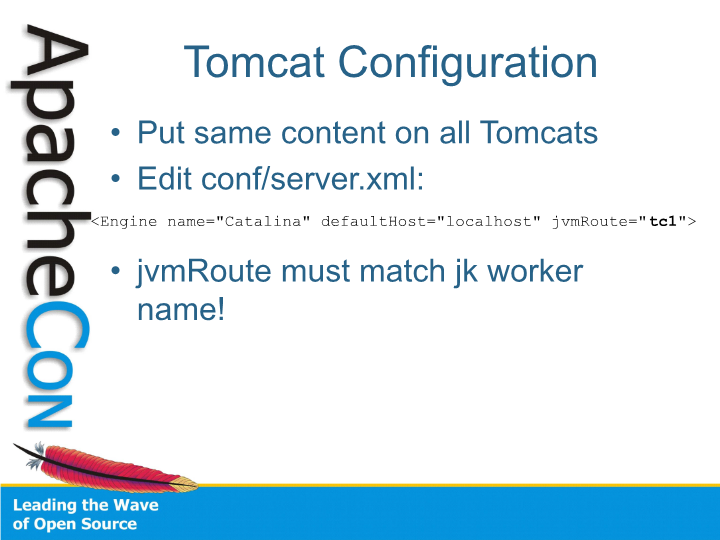 ApacheCon
Tomcat Configuration
• Put same content on all Tomcats
• Edit conf/server.xml:
<Engine name="Catalina" defaultHost="localhost" jvmRoute="tc1">
• jvmRoute must match jk worker
name!
Leading the Wave
of Open Source